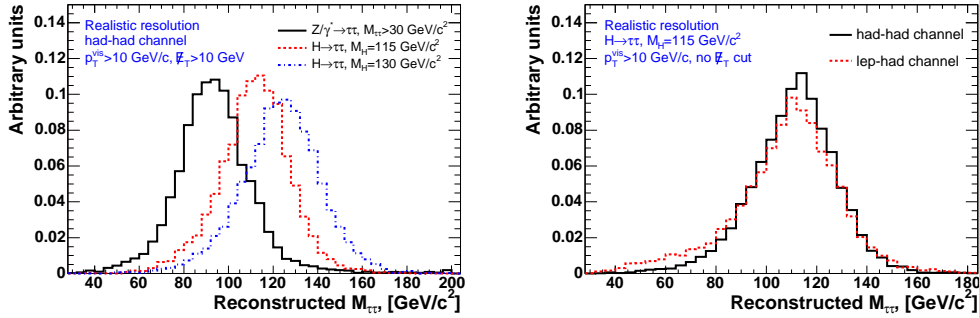 Arbitrary units
0.14
0.12
0.1
0.08
0.06
0.04
0.02
0
Realistic resolution
had-had channel
p_T^vis>10 GeV/c, E̸_T>10 GeV
Z/γ*→ττ, M_ττ>30 GeV/c²
H→ττ, M_H=115 GeV/c²
H→ττ, M_H=130 GeV/c²
40 60 80 100 120 140 160 180 200
Reconstructed M_ττ, [GeV/c²]
Arbitrary units
0.14
0.12
0.1
0.08
0.06
0.04
0.02
0
Realistic resolution
H→ττ, M_H=115 GeV/c²
p_T^vis>10 GeV/c, no E̸_T cut
had-had channel
lep-had channel
40 60 80 100 120 140 160 180
Reconstructed M_ττ, [GeV/c²]